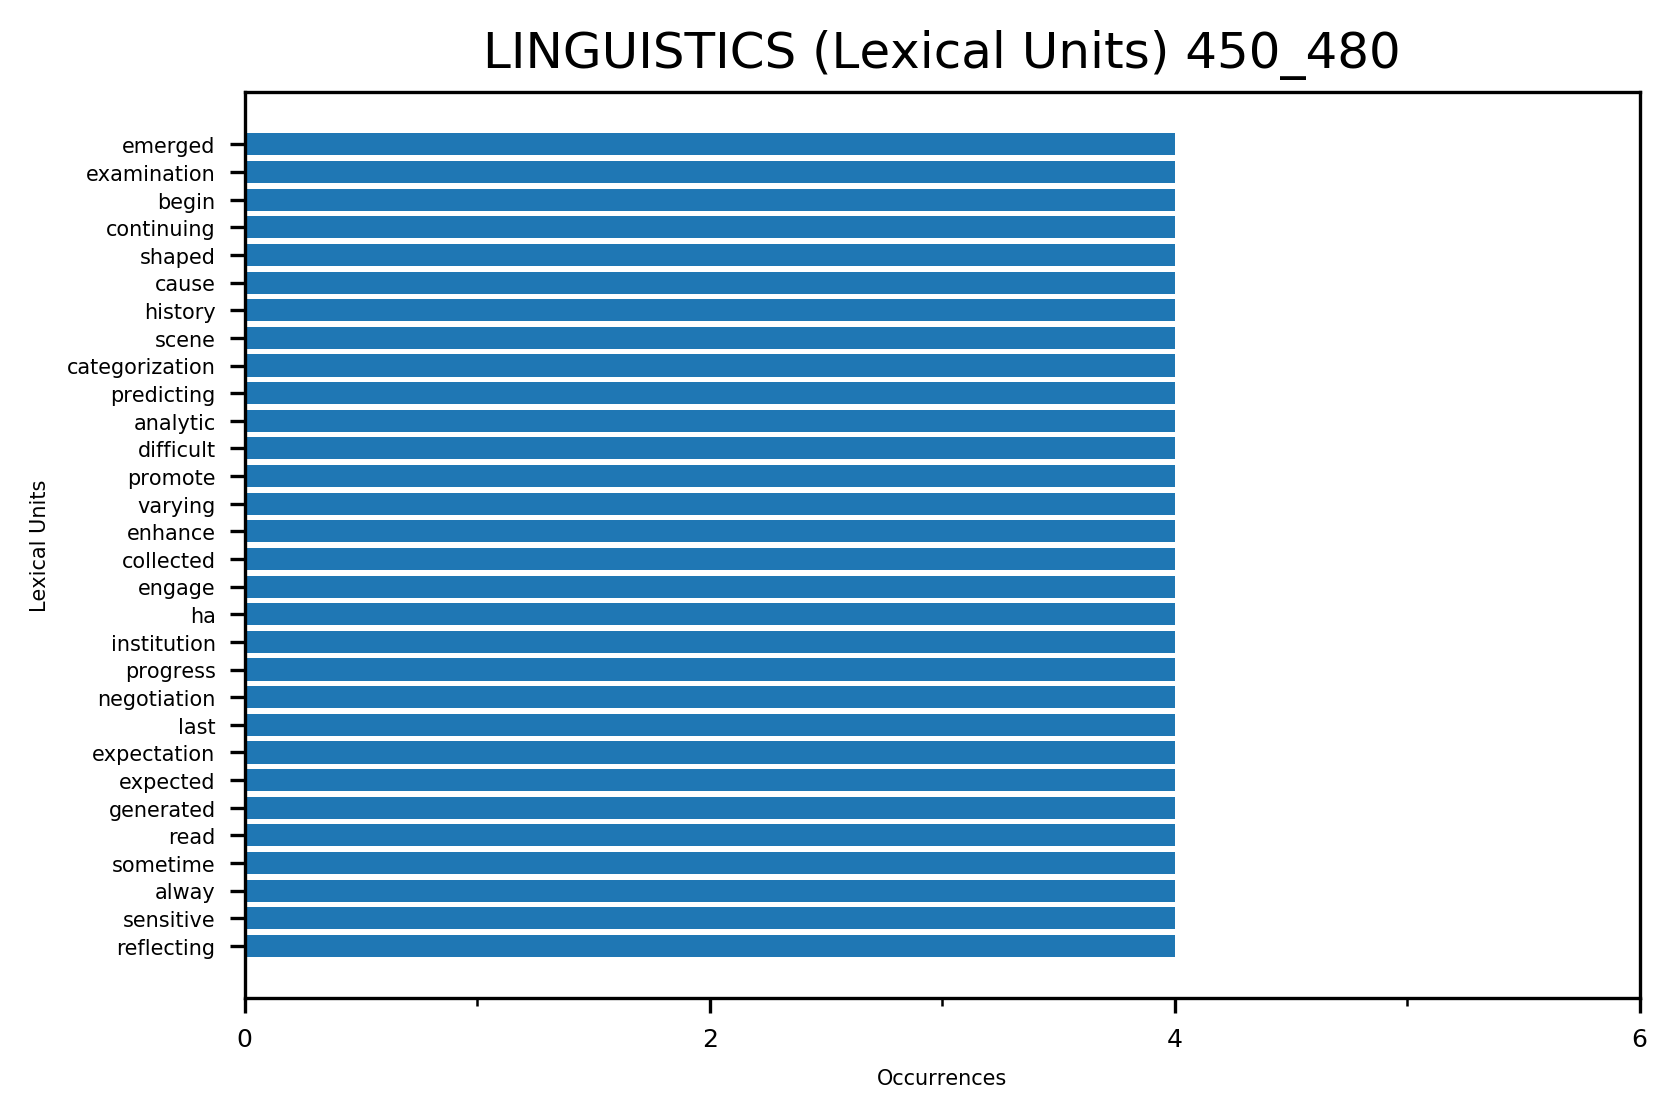 LINGUISTICS (Lexical Units) 450_480
emerged
examination
begin
continuing
shaped
cause
history
scene
categorization
predicting
analytic
difficult
promote
varying
enhance
collected
engage
ha
institution
progress
negotiation
last
expectation
expected
generated
read
sometime
alway
sensitive
reflecting
Lexical Units
0 2 4 6
Occurrences